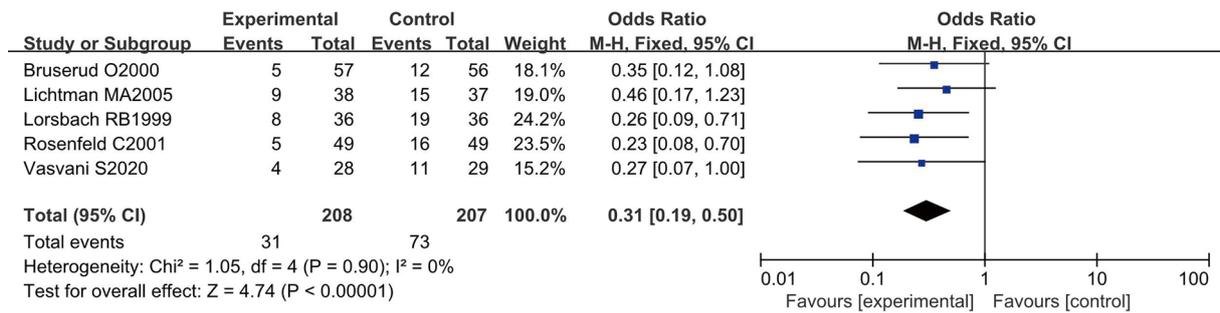 Experimental Control Odds Ratio Odds Ratio
Study or Subgroup Events Total Events Total Weight M-H, Fixed, 95% CI M-H, Fixed, 95% CI
Bruserud O2000 5 57 12 56 18.1% 0.35 [0.12, 1.08]
Lichtman MA2005 9 38 15 37 19.0% 0.46 [0.17, 1.23]
Lorsbach RB1999 8 36 19 36 24.2% 0.26 [0.09, 0.71]
Rosenfeld C2001 5 49 16 49 23.5% 0.23 [0.08, 0.70]
Vasvani S2020 4 28 11 29 15.2% 0.27 [0.07, 1.00]
Total (95% CI) 208 207 100.0% 0.31 [0.19, 0.50]
Total events 31 73
Heterogeneity: Chi² = 1.05, df = 4 (P = 0.90); I² = 0%
Test for overall effect: Z = 4.74 (P < 0.00001)
0.01 0.1 1 10 100
Favours [experimental] Favours [control]